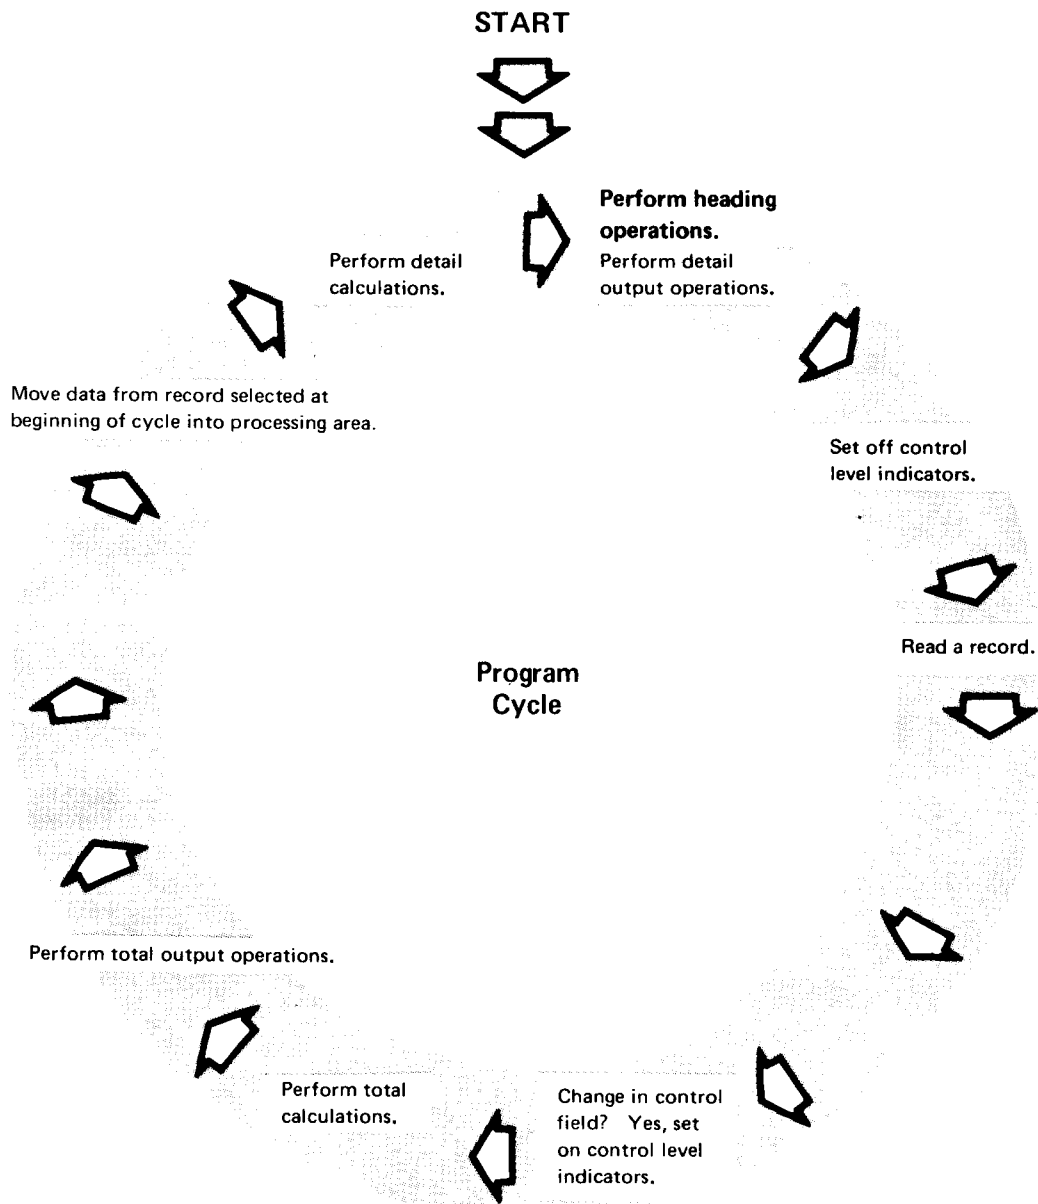 START
Perform heading
operations.
Perform detail
output operations.
Set off control
level indicators.
Read a record.
Change in control
field? Yes, set
on control level
indicators.
Perform total
calculations.
Perform total output operations.
Move data from record selected at
beginning of cycle into processing area.
Perform detail
calculations.
Program
Cycle